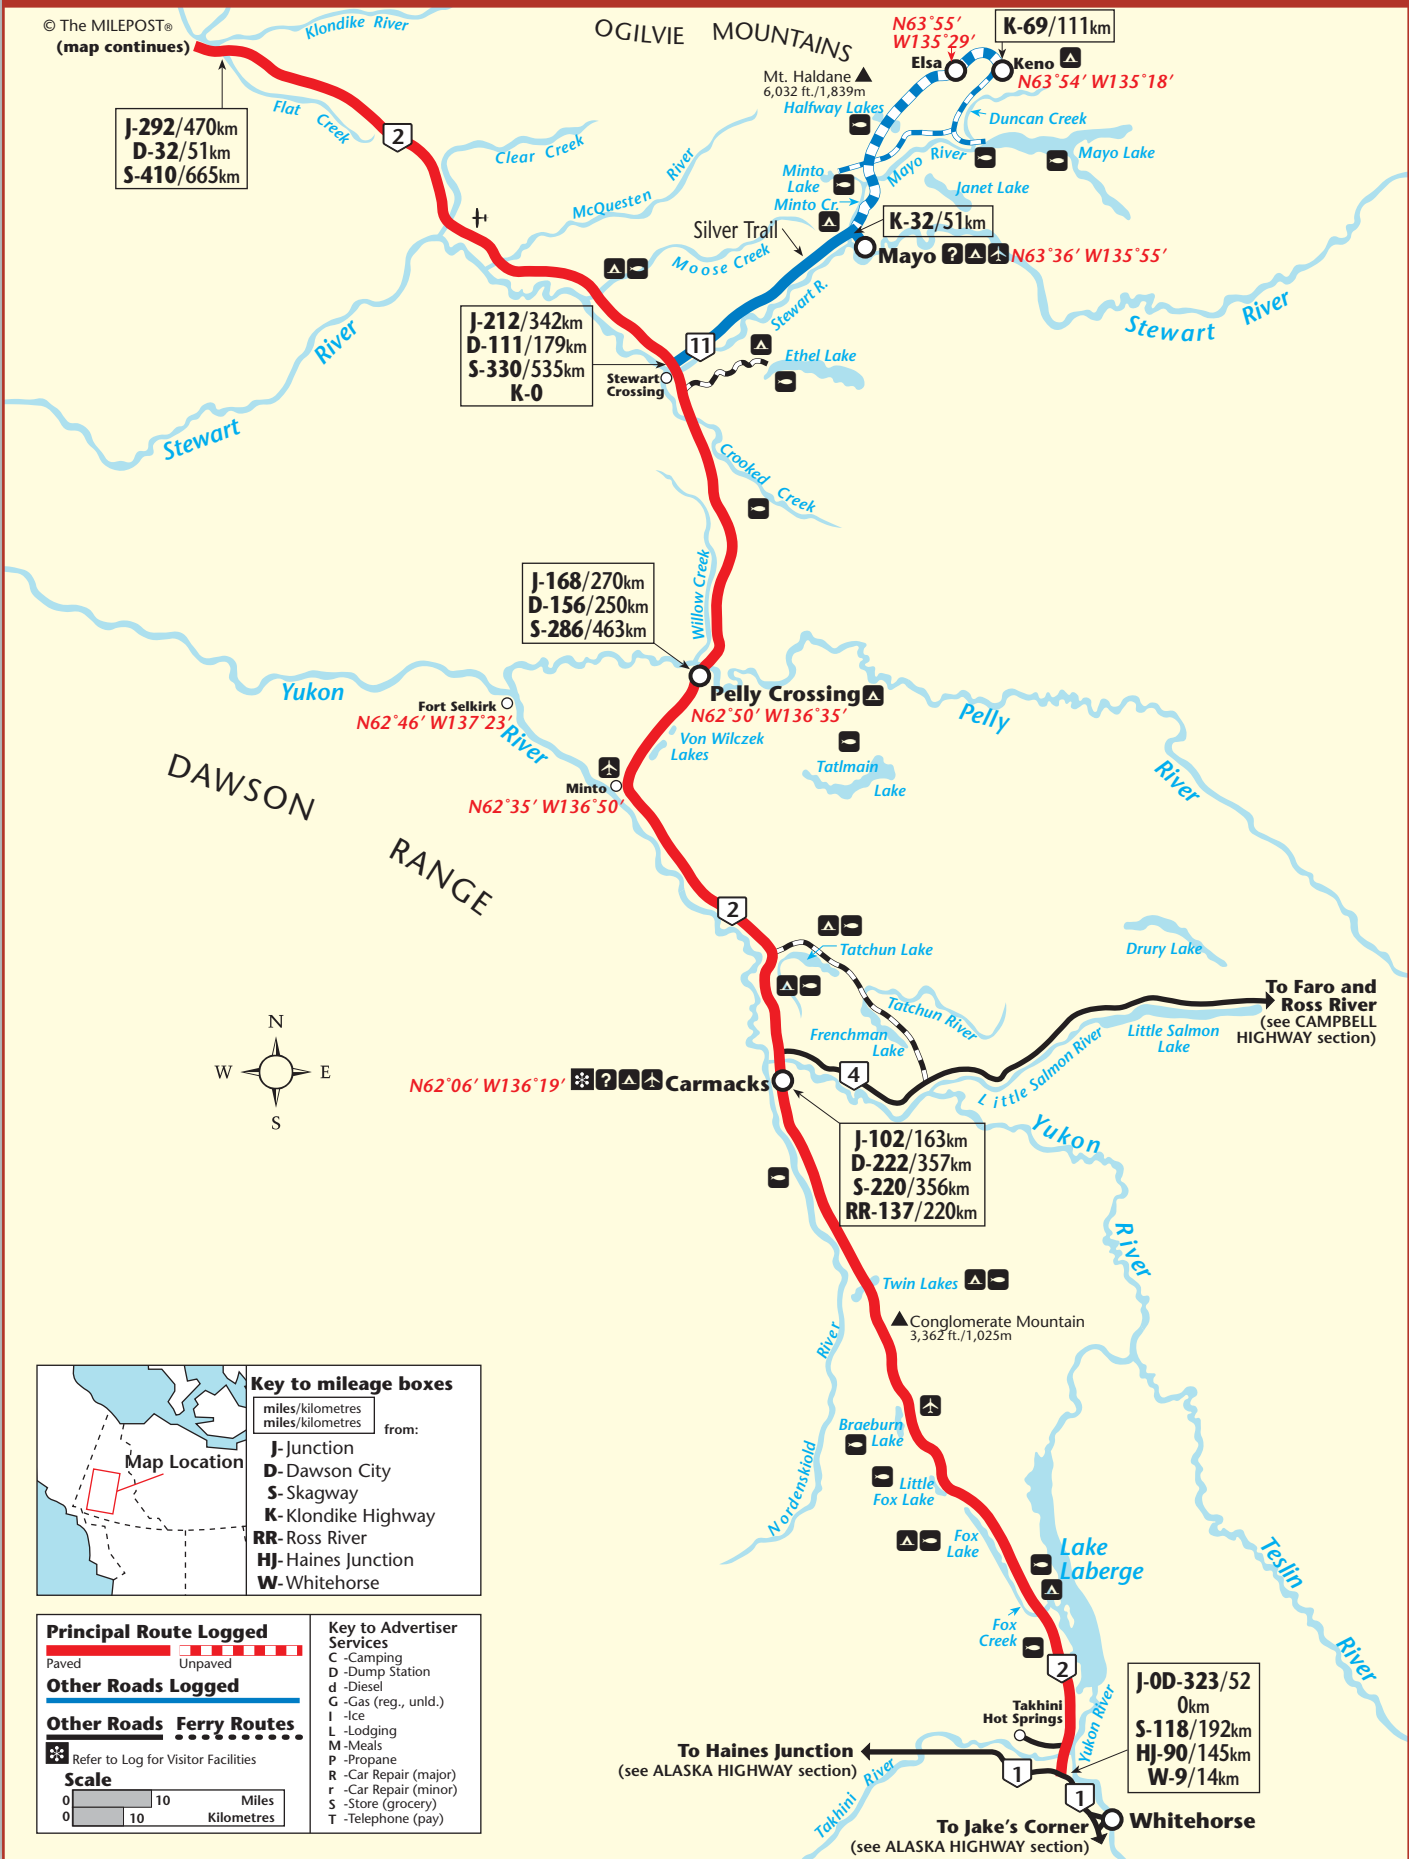 © The MILEPOST®
(map continues)
Klondike River
OGILVIE MOUNTAINS
N63°55′
W135°29′
K-69/111km
Elsa
Keno
N63°54′ W135°18′
Mt. Haldane
6,032 ft./1,839m
Halfway Lakes
Flat Creek
J-292/470km
D-32/51km
S-410/665km
2
Clear Creek
Duncan Creek
Mayo River
Mayo Lake
Minto
Lake
Janet Lake
McQuesten River
Minto Cr.
K-32/51km
Silver Trail
Moose Creek
Mayo ?
N63°36′ W135°55′
Stewart R.
Stewart River
River
J-212/342km
D-111/179km
S-330/535km
K-0
11
Ethel Lake
Stewart
Crossing
Stewart
Crooked Creek
Willow Creek
J-168/270km
D-156/250km
S-286/463km
Yukon
Fort Selkirk
N62°46′ W137°23′
River
Pelly Crossing
N62°50′ W136°35′
Pelly
Von Wilczek
Lakes
Tatlmain
Lake
River
Minto
N62°35′ W136°50′
DAWSON
RANGE
2
Tatchun Lake
Drury Lake
To Faro and
Ross River
(see CAMPBELL
HIGHWAY section)
Tatchun River
Frenchman
Lake
Little Salmon
Lake
Little Salmon River
N
W E
S
N62°06′ W136°19′
? Carmacks
4
Yukon
J-102/163km
D-222/357km
S-220/356km
RR-137/220km
River
Twin Lakes
Conglomerate Mountain
3,362 ft./1,025m
River
Braeburn
Lake
Nordenskiold
Little
Fox Lake
Fox
Lake
Lake
Laberge
Teslin
Fox
Creek
River
2
Takhini
Hot Springs
Yukon River
J-0D-323/52
0km
S-118/192km
HJ-90/145km
W-9/14km
To Haines Junction
(see ALASKA HIGHWAY section)
Takhini River
1
1
Whitehorse
To Jake's Corner
(see ALASKA HIGHWAY section)
Map Location
Key to mileage boxes
miles/kilometres
miles/kilometres
from:
J-Junction
D-Dawson City
S-Skagway
K-Klondike Highway
RR-Ross River
HJ-Haines Junction
W-Whitehorse
Principal Route Logged
Paved Unpaved
Other Roads Logged
Other Roads Ferry Routes
Refer to Log for Visitor Facilities
Scale
0 10 Miles
0 10 Kilometres
Key to Advertiser
Services
C -Camping
D -Dump Station
d -Diesel
G -Gas (reg., unld.)
I -Ice
L -Lodging
M -Meals
P -Propane
R -Car Repair (major)
r -Car Repair (minor)
S -Store (grocery)
T -Telephone (pay)